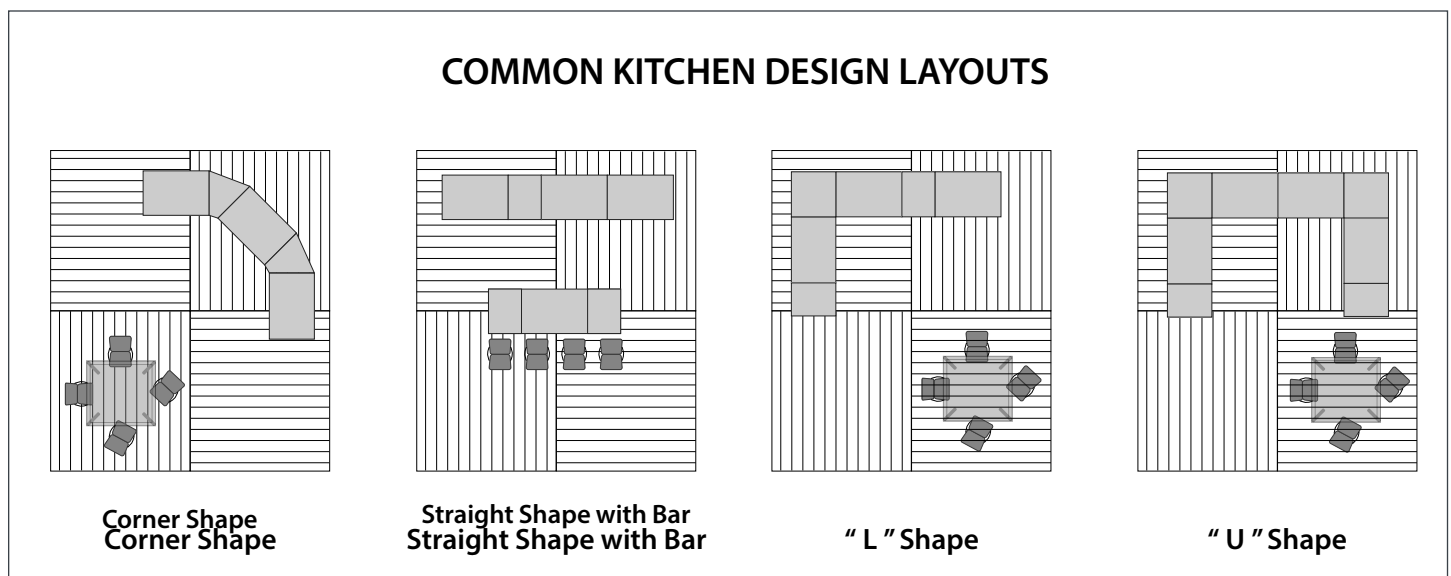 COMMON KITCHEN DESIGN LAYOUTS
Corner Shape
Corner Shape
Straight Shape with Bar
Straight Shape with Bar
“ L ” Shape
“ U ” Shape